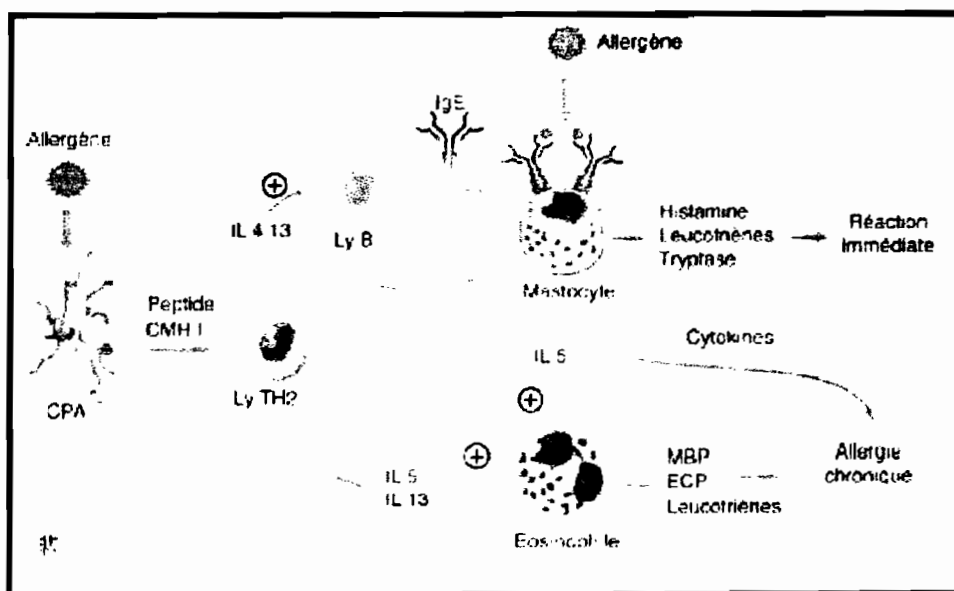 Allergène
IgE
Allergène
IL 4 13
Ly B
Histamine
Leucotriènes
Tryptase
Réaction
immédiate
Mastocyte
Peptide
CMH I
CPA
Ly TH2
IL 5
Cytokines
IL 5
IL 13
MBP
ECP
Leucotriènes
Allergie
chronique
Eosinophile